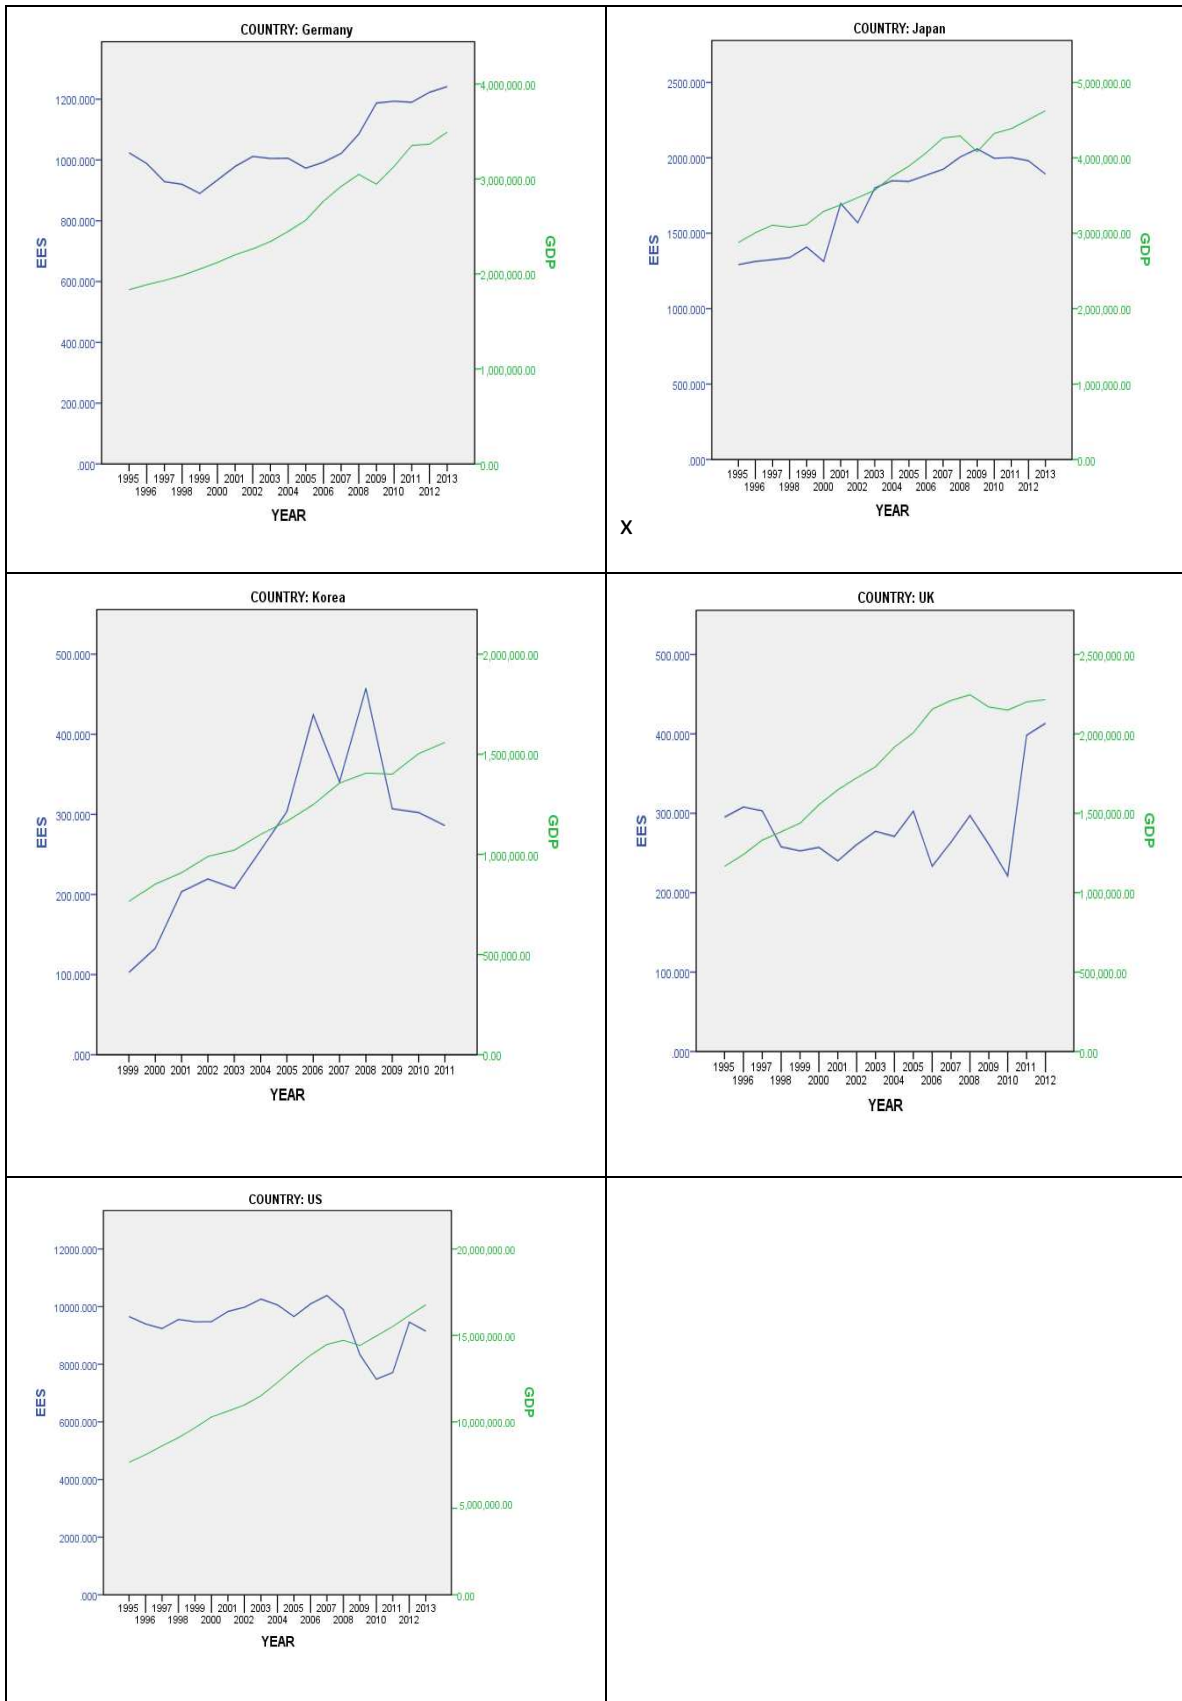 COUNTRY: Germany
1200.000
1000.000
800.000
600.000
400.000
200.000
.000
EES
4,000,000.00
3,000,000.00
2,000,000.00
1,000,000.00
0.00
GDP
1995 1997 1999 2001 2003 2005 2007 2009 2011 2013
1996 1998 2000 2002 2004 2006 2008 2010 2012
YEAR
COUNTRY: Japan
2500.000
2000.000
1500.000
1000.000
500.000
.000
EES
5,000,000.00
4,000,000.00
3,000,000.00
2,000,000.00
1,000,000.00
0.00
GDP
1995 1997 1999 2001 2003 2005 2007 2009 2011 2013
1996 1998 2000 2002 2004 2006 2008 2010 2012
YEAR
X
COUNTRY: Korea
500.000
400.000
300.000
200.000
100.000
.000
EES
2,000,000.00
1,500,000.00
1,000,000.00
500,000.00
0.00
GDP
1999 2000 2001 2002 2003 2004 2005 2006 2007 2008 2009 2010 2011
YEAR
COUNTRY: UK
500.000
400.000
300.000
200.000
100.000
.000
EES
2,500,000.00
2,000,000.00
1,500,000.00
1,000,000.00
500,000.00
0.00
GDP
1995 1997 1999 2001 2003 2005 2007 2009 2011
1996 1998 2000 2002 2004 2006 2008 2010 2012
YEAR
COUNTRY: US
12000.000
10000.000
8000.000
6000.000
4000.000
2000.000
.000
EES
20,000,000.00
15,000,000.00
10,000,000.00
5,000,000.00
0.00
GDP
1995 1997 1999 2001 2003 2005 2007 2009 2011 2013
1996 1998 2000 2002 2004 2006 2008 2010 2012
YEAR